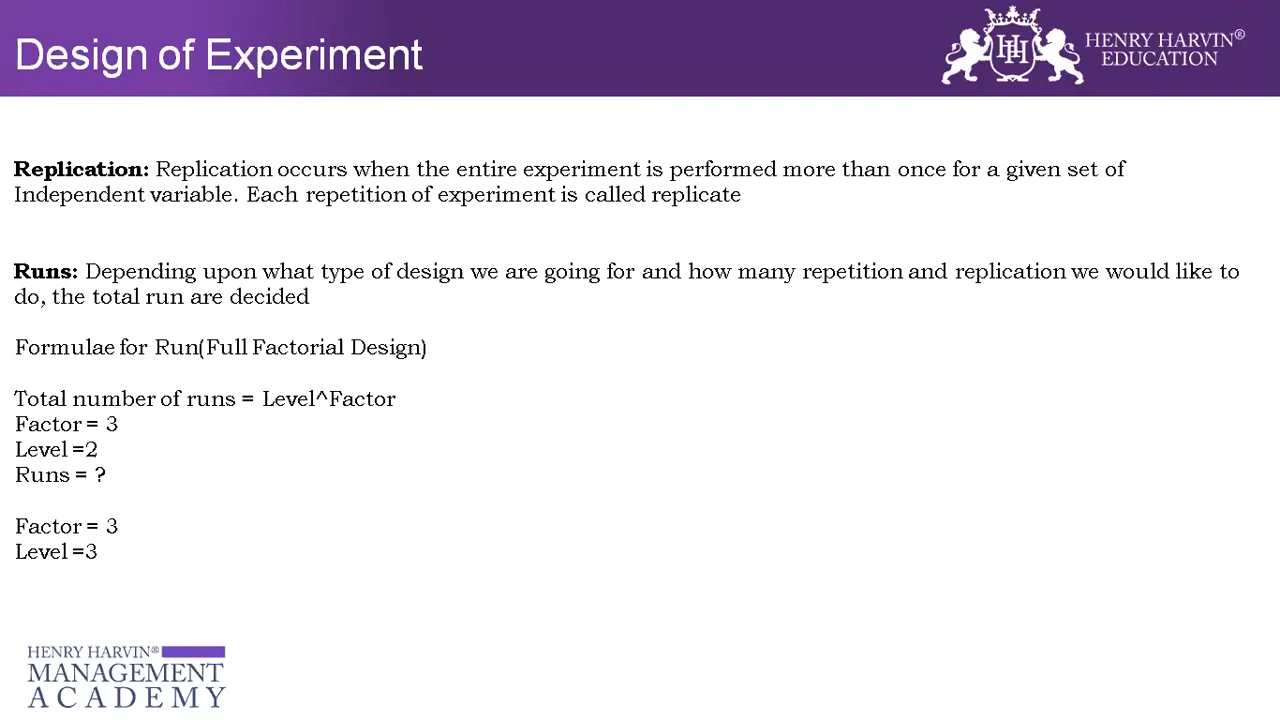 Design of Experiment
HENRY HARVIN®
EDUCATION
Replication: Replication occurs when the entire experiment is performed more than once for a given set of
Independent variable. Each repetition of experiment is called replicate
Runs: Depending upon what type of design we are going for and how many repetition and replication we would like to
do, the total run are decided
Formulae for Run(Full Factorial Design)
Total number of runs = Level^Factor
Factor = 3
Level =2
Runs = ?
Factor = 3
Level =3
HENRY HARVIN®
MANAGEMENT
ACADEMY